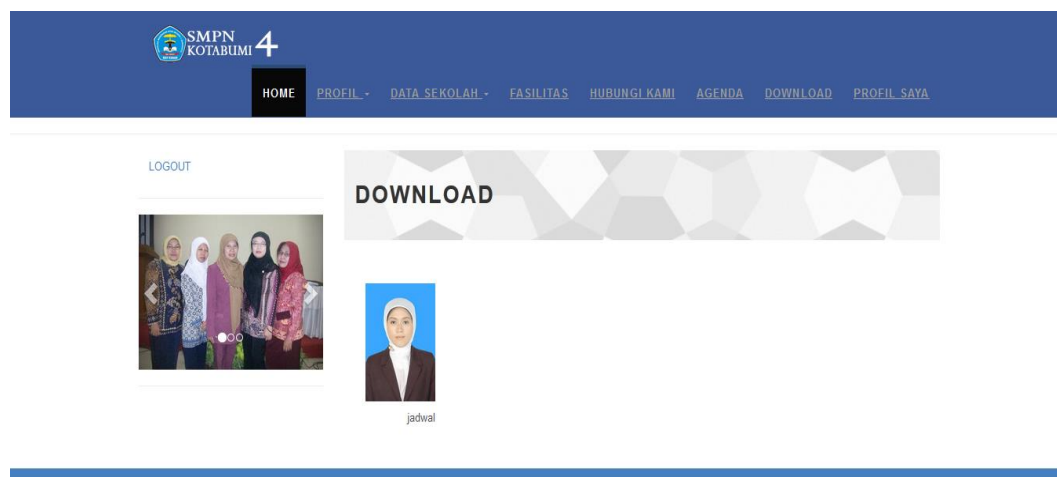 SMPN
KOTABUMI 4
HOME PROFIL DATA SEKOLAH FASILITAS HUBUNGI KAMI AGENDA DOWNLOAD PROFIL SAYA
LOGOUT
DOWNLOAD
jadwal